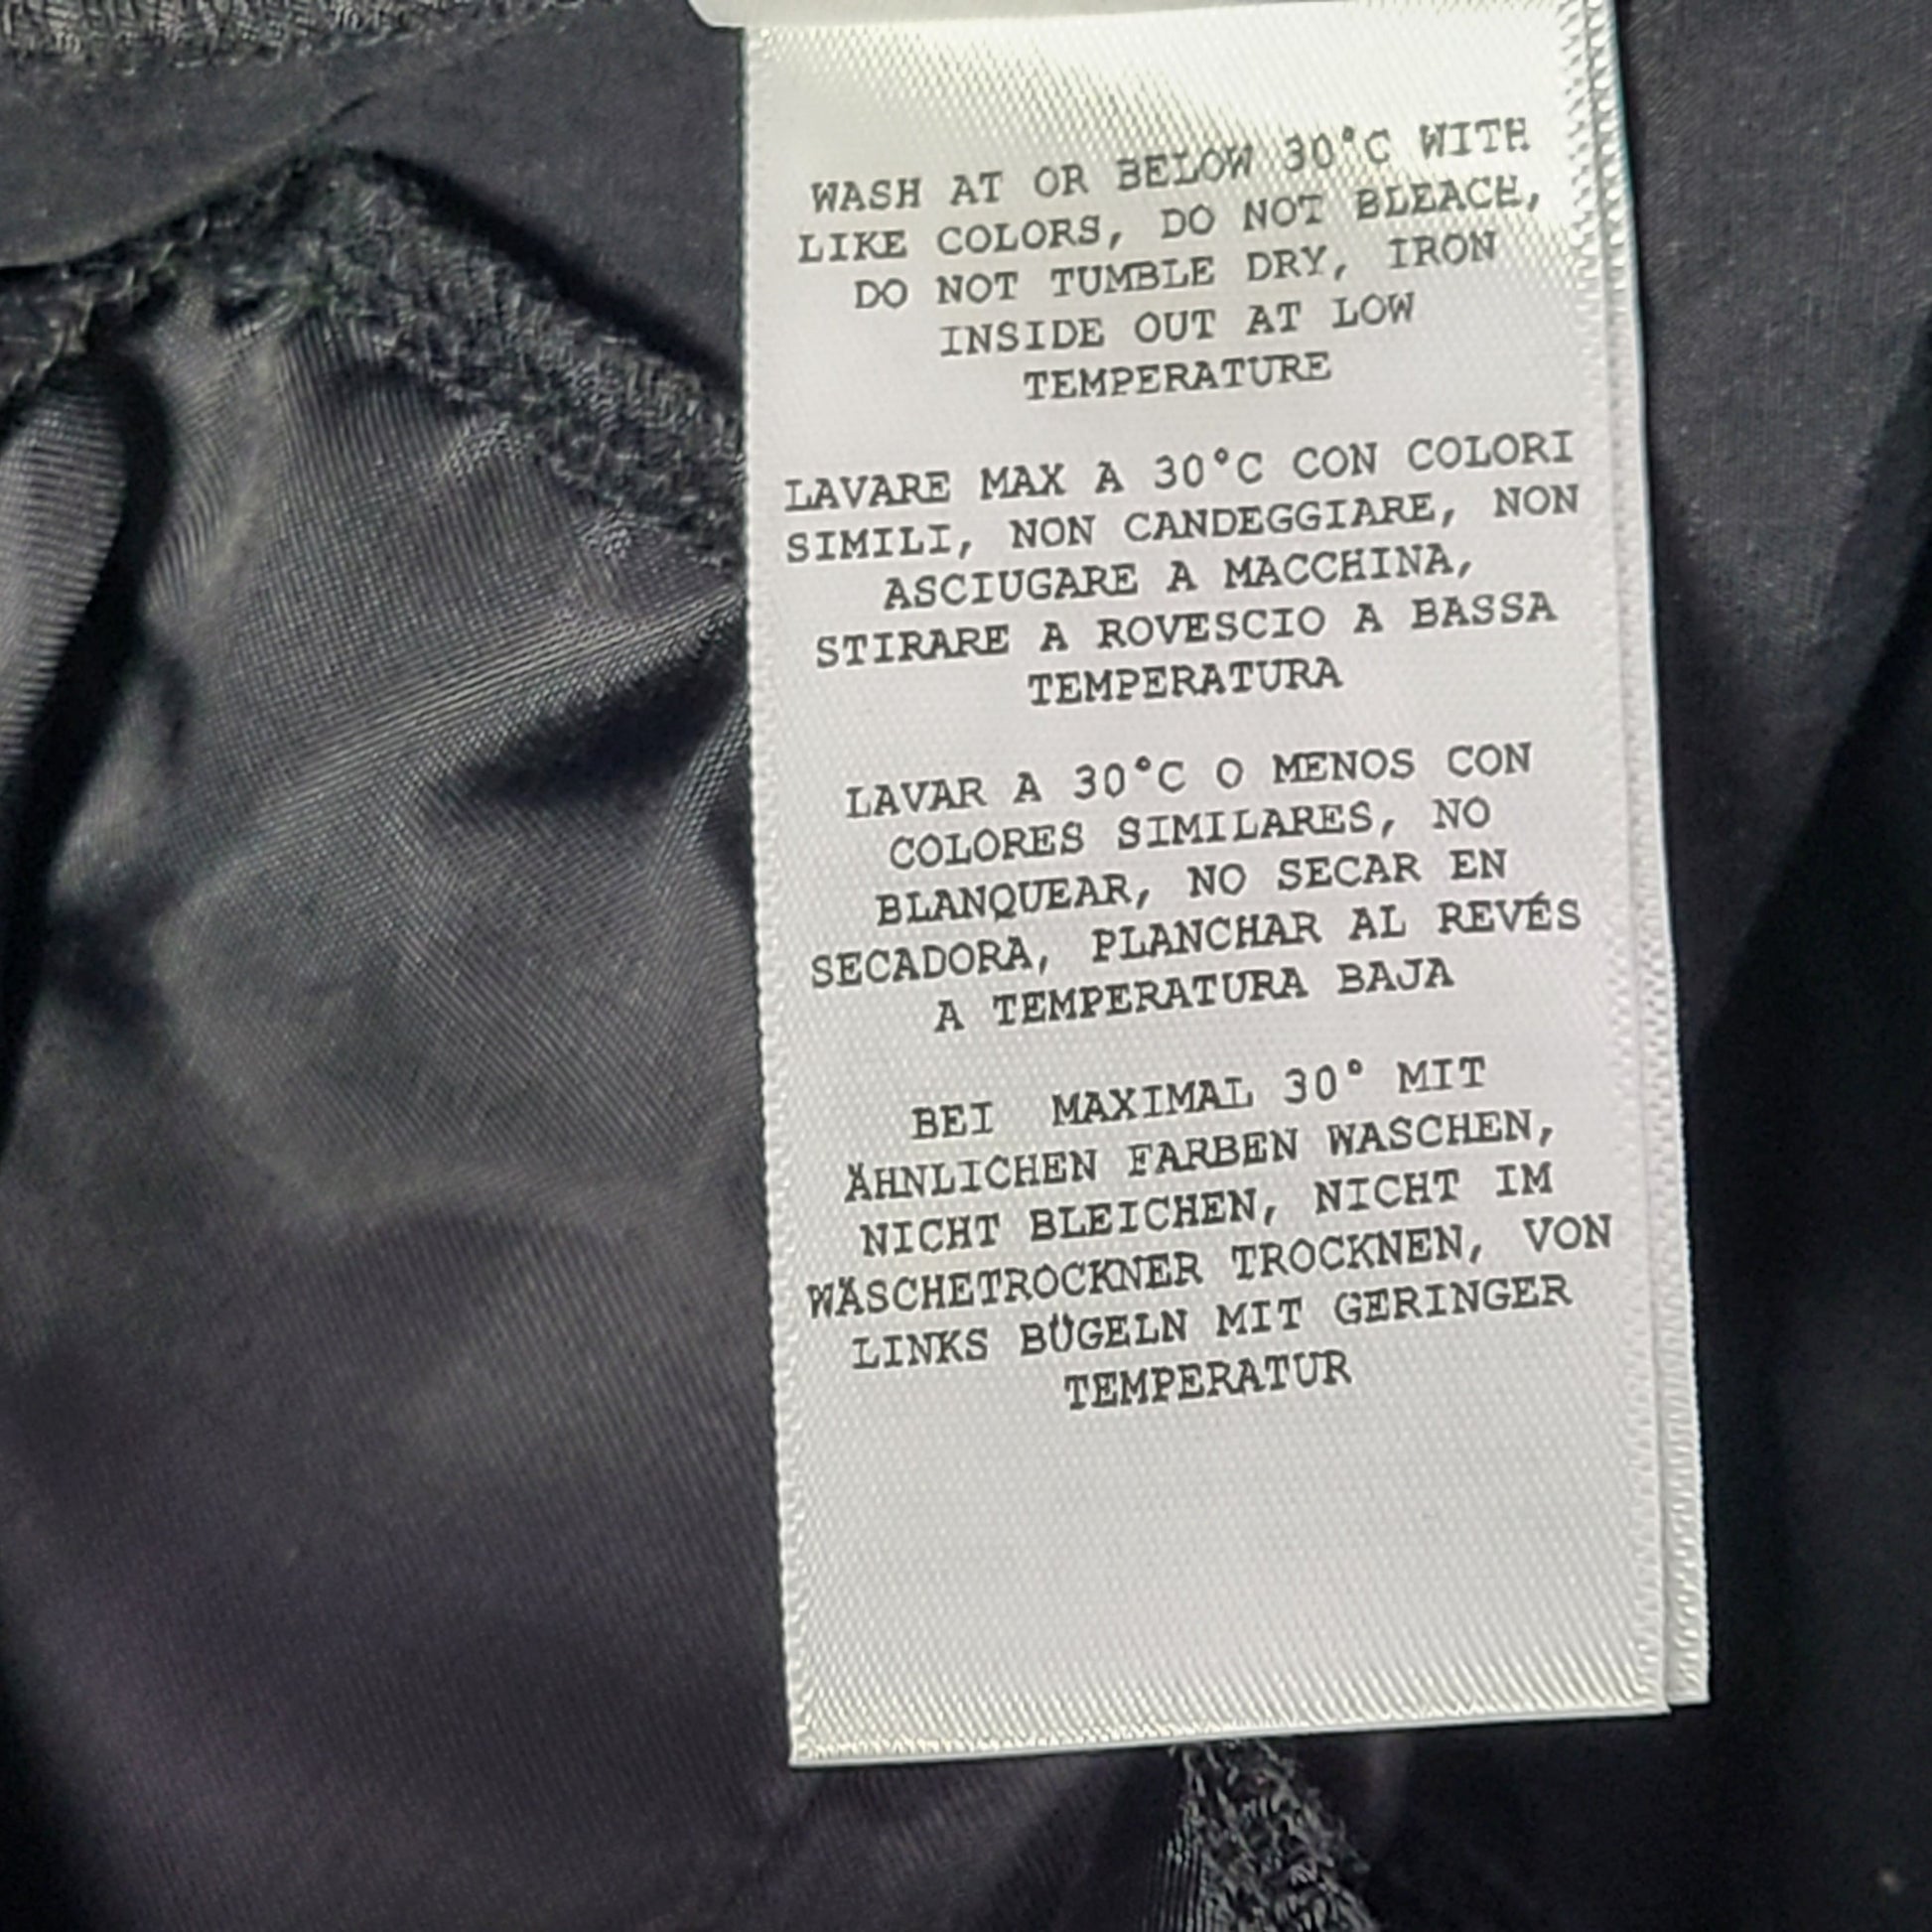 WASH AT OR BELOW 30°C WITH
LIKE COLORS, DO NOT BLEACH,
DO NOT TUMBLE DRY, IRON
INSIDE OUT AT LOW
TEMPERATURE
LAVARE MAX A 30°C CON COLORI
SIMILI, NON CANDEGGIARE, NON
ASCIUGARE A MACCHINA,
STIRARE A ROVESCIO A BASSA
TEMPERATURA
LAVAR A 30°C O MENOS CON
COLORES SIMILARES, NO
BLANQUEAR, NO SECAR EN
SECADORA, PLANCHAR AL REVÉS
A TEMPERATURA BAJA
BEI MAXIMAL 30° MIT
ÄHNLICHEN FARBEN WASCHEN,
NICHT BLEICHEN, NICHT IM
WÄSCHETROCKNER TROCKNEN, VON
LINKS BÜGELN MIT GERINGER
TEMPERATUR